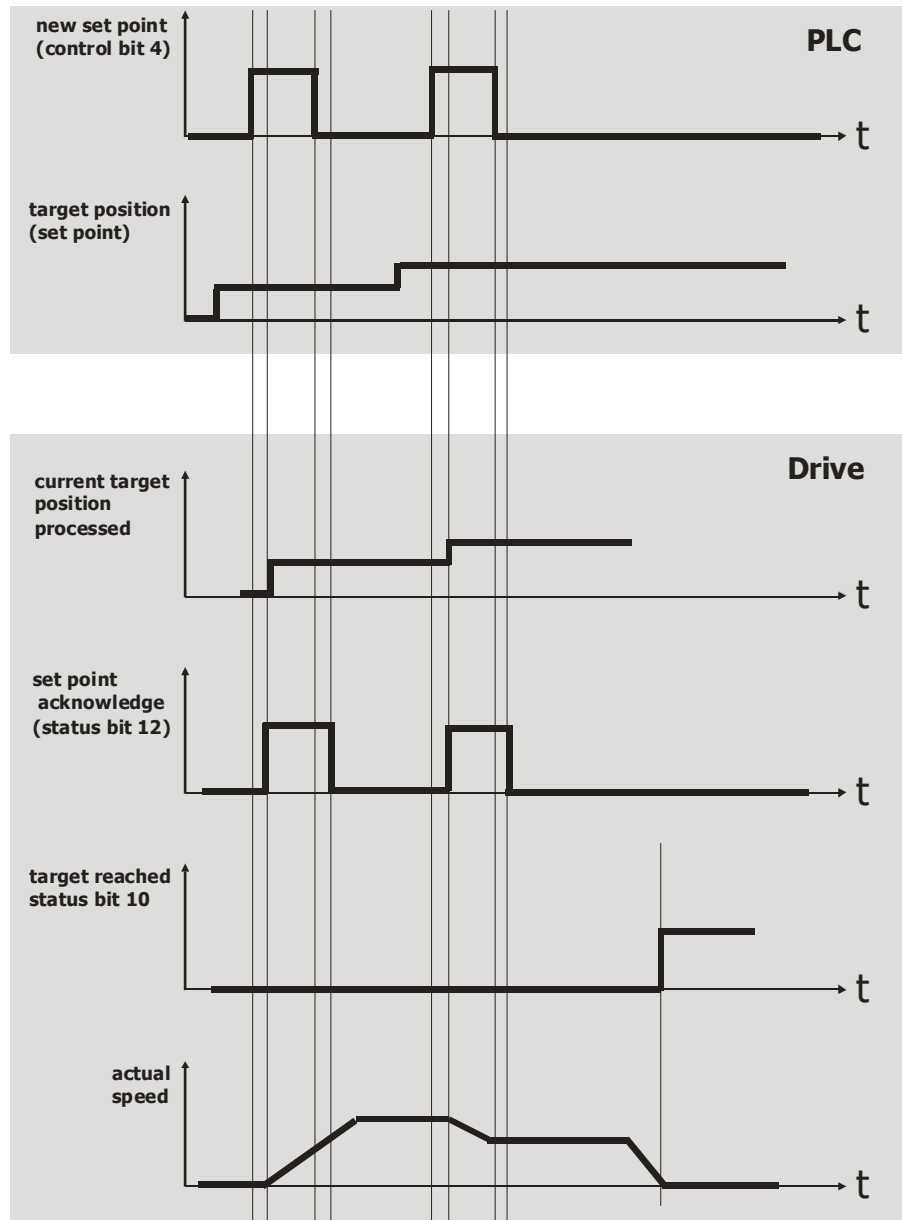 new set point
(control bit 4)
PLC
t
target position
(set point)
t
Drive
current target
position
processed
t
set point
acknowledge
(status bit 12)
t
target reached
status bit 10
t
actual
speed
t